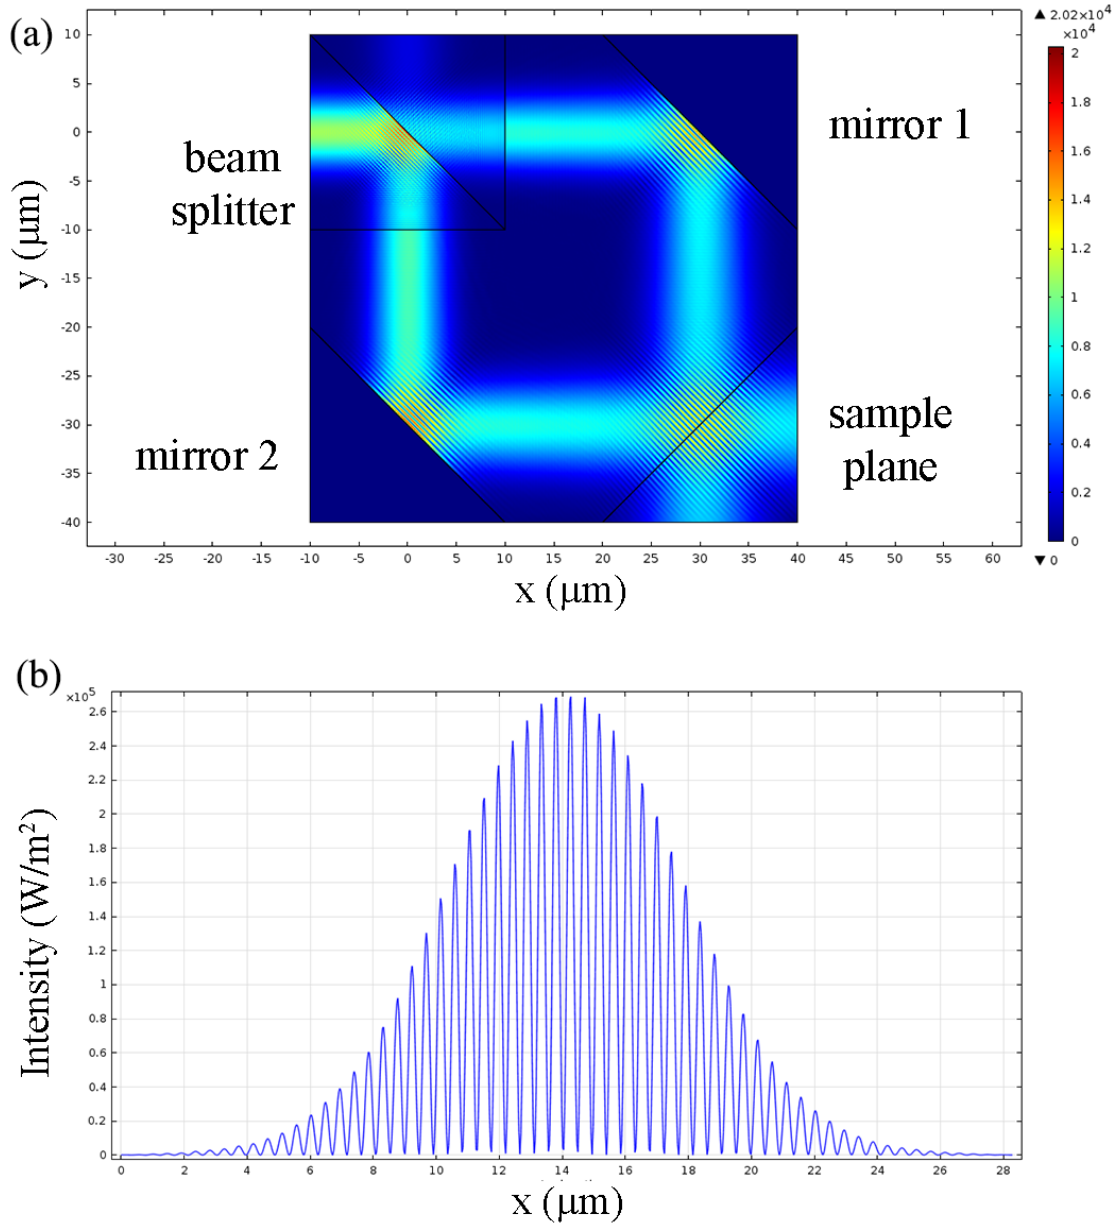 (a)
▲ 2.02×10⁴
×10⁴
10
5
0
-5
-10
-15
-20
-25
-30
-35
-40
y (μm)
beam
splitter
mirror 1
mirror 2
sample
plane
2
1.8
1.6
1.4
1.2
1
0.8
0.6
0.4
0.2
0
▼ 0
-30 -25 -20 -15 -10 -5 0 5 10 15 20 25 30 35 40 45 50 55 60
x (μm)
(b)
×10⁵
2.6
2.4
2.2
2
1.8
1.6
1.4
1.2
1
0.8
0.6
0.4
0.2
0
Intensity (W/m²)
0 2 4 6 8 10 12 14 16 18 20 22 24 26 28
x (μm)